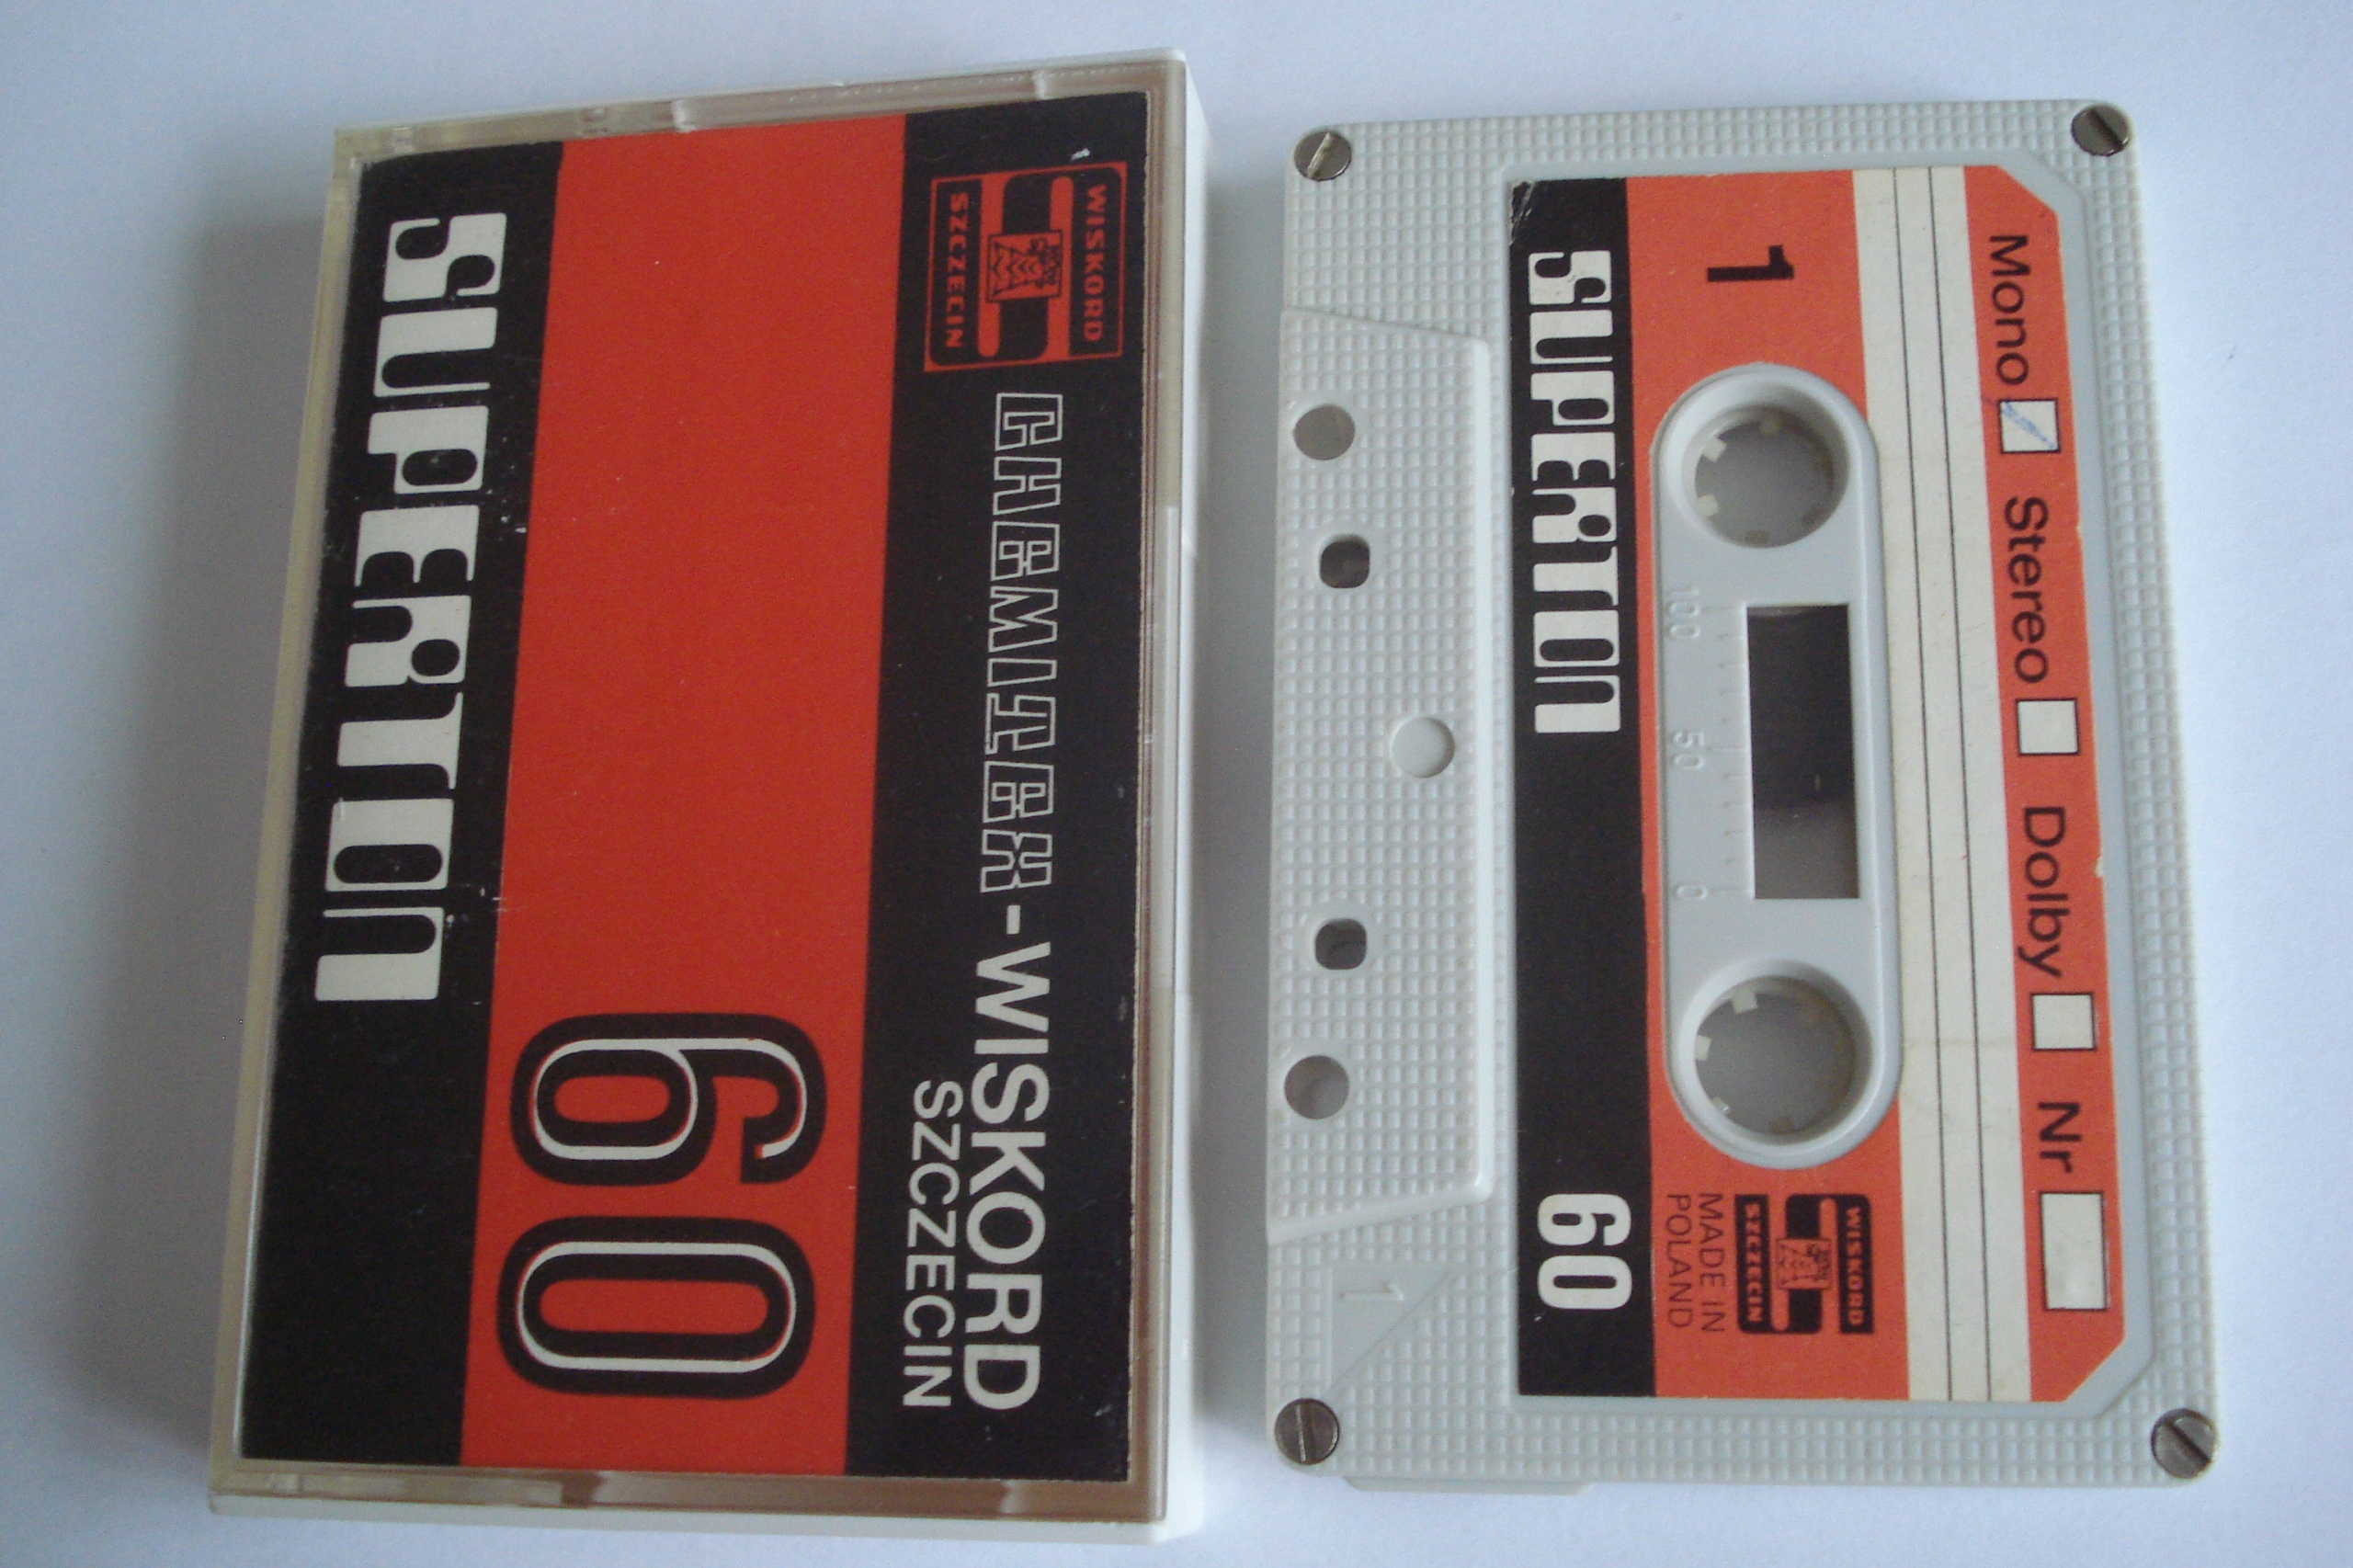 WISKORD
SZCZECIN
CHEMITEX-WISKORD
SZCZECIN
60
SUPERTON
Mono Stereo Dolby Nr
1
WISKORD
SZCZECIN
MADE IN
POLAND
100 50 0
SUPERTON 60
1